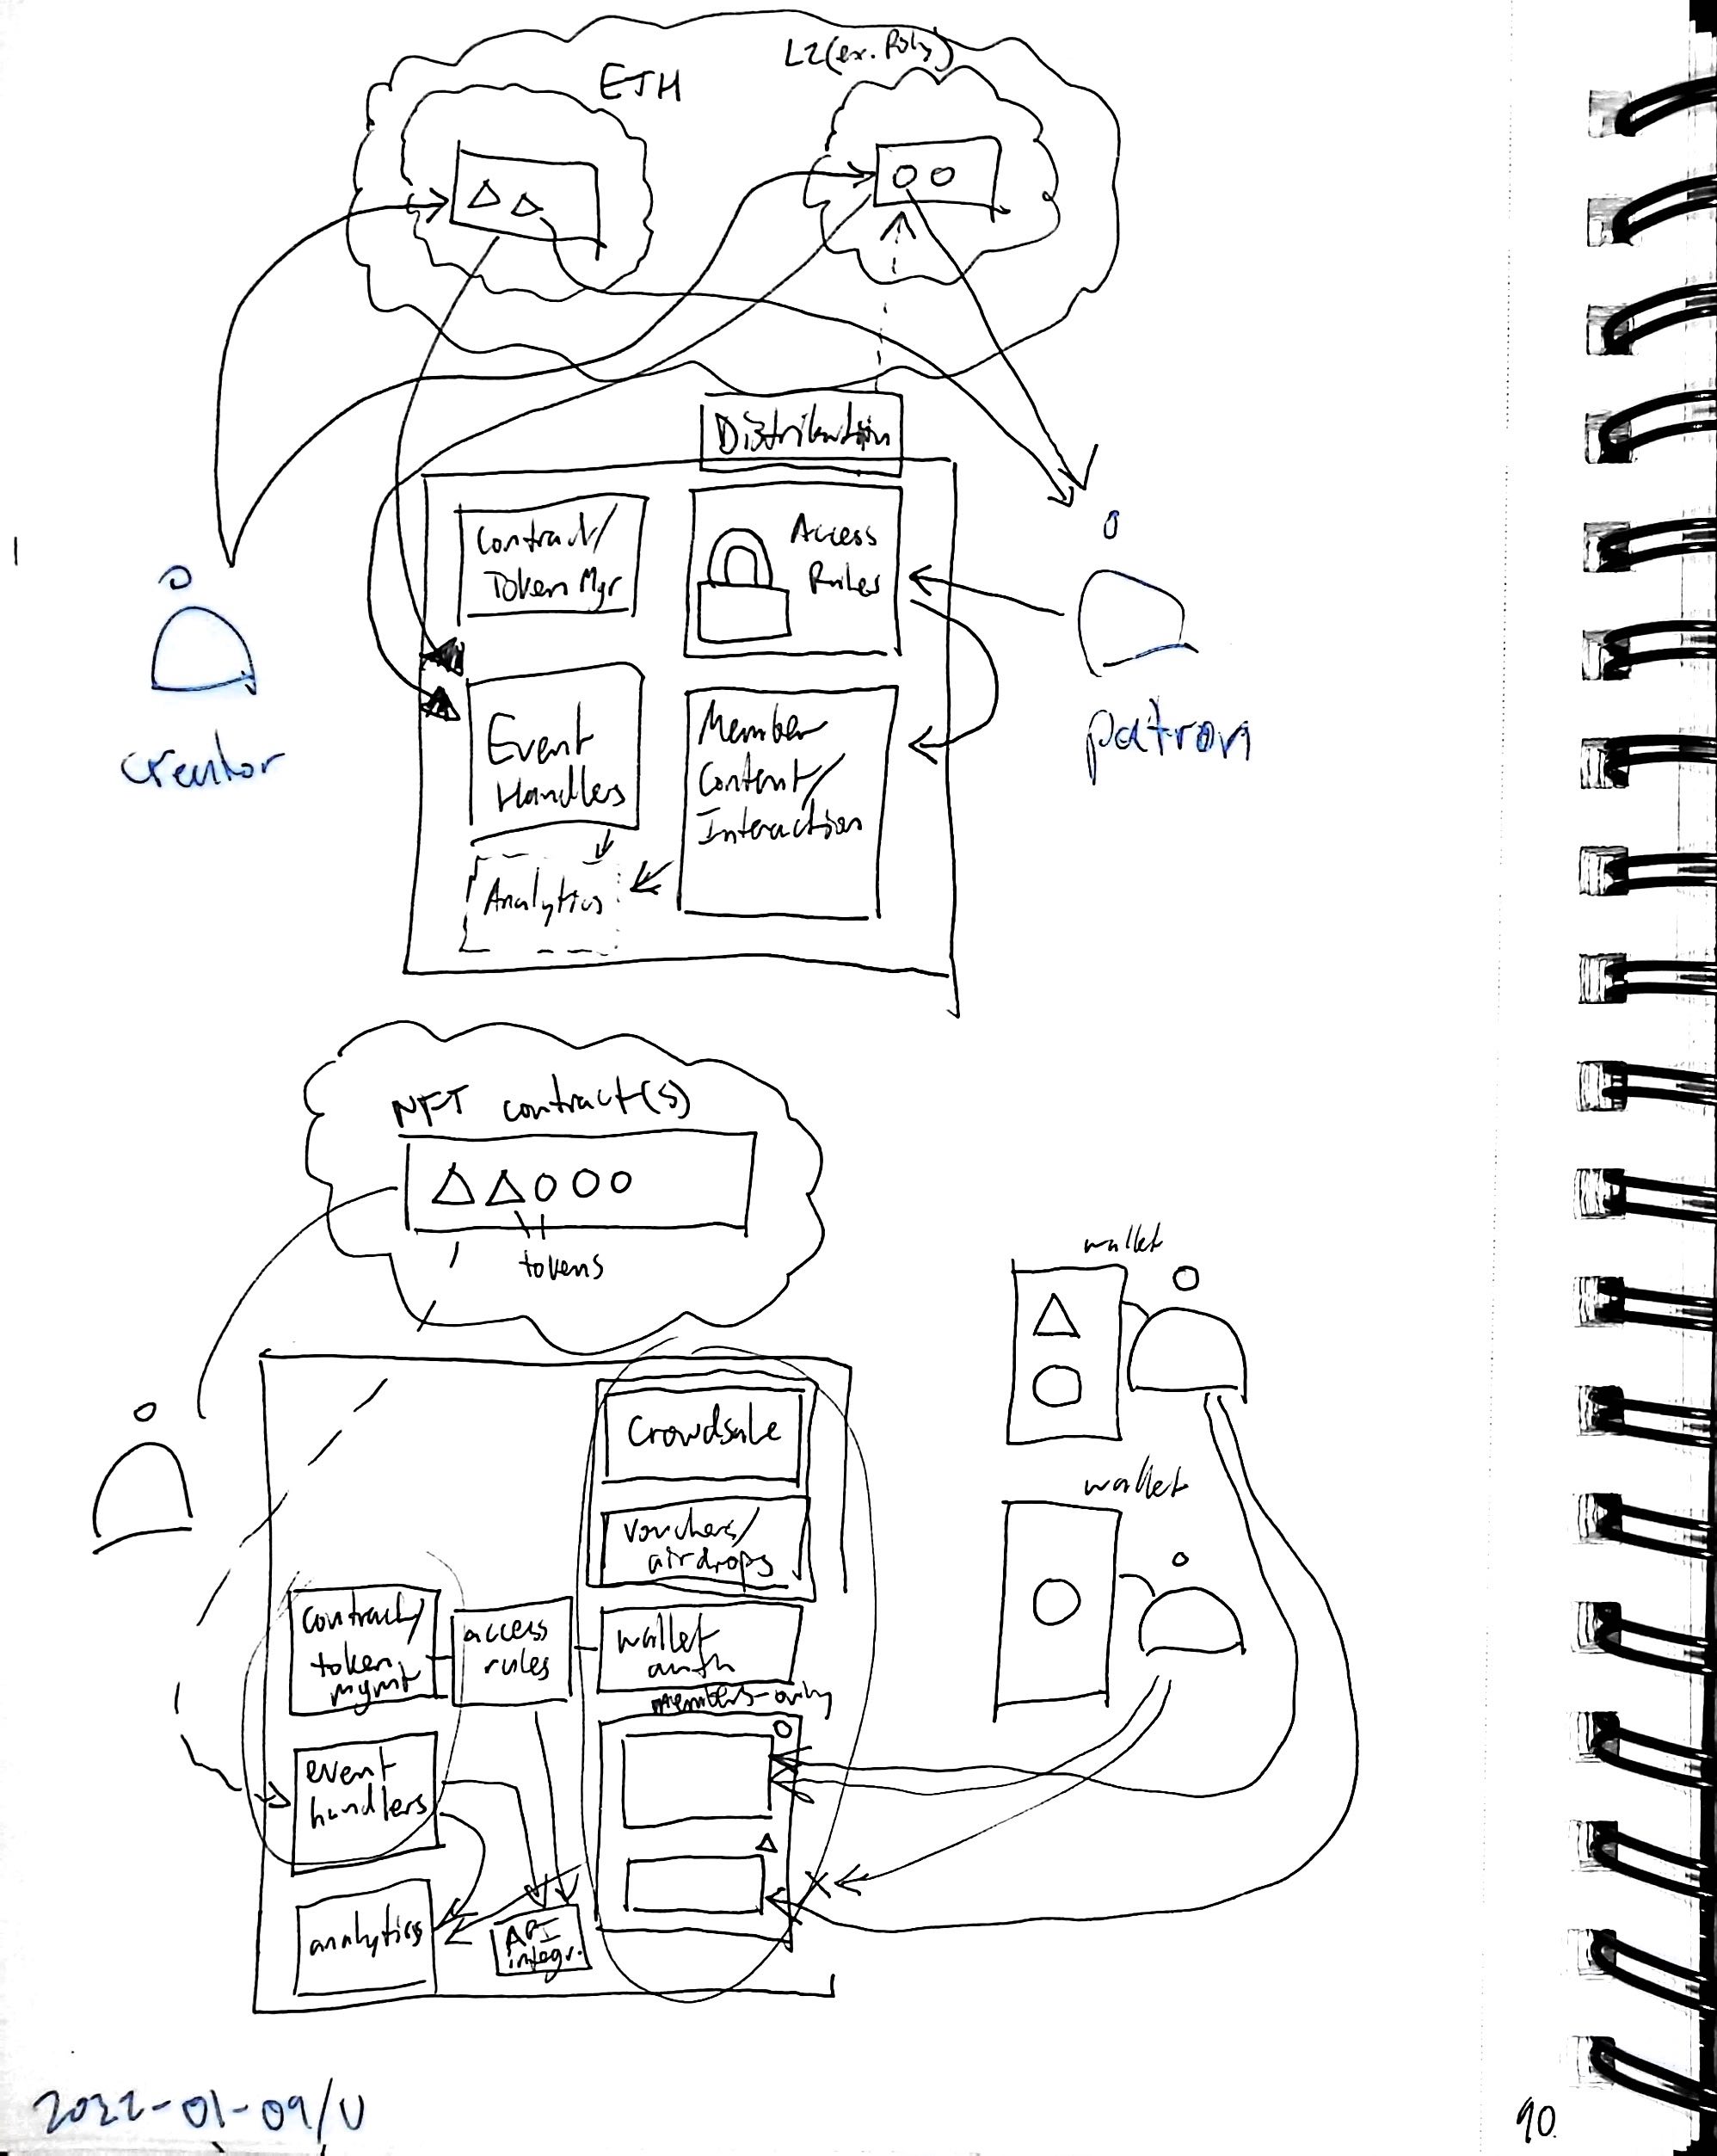 ETH
L2(ex. Poly)
Distribution
Contract/
Token Mgr
Access
Rules
creator
Event
Handlers
Member
Content/
Interaction
patron
Analytics
NFT contract(s)
tokens
wallet
Crowdsale
wallet
vouchers/
airdrops
contract/
token
mgmt
access
rules
wallet
auth
members-only
event
handlers
analytics
API
integr.
2022-01-09/U
90